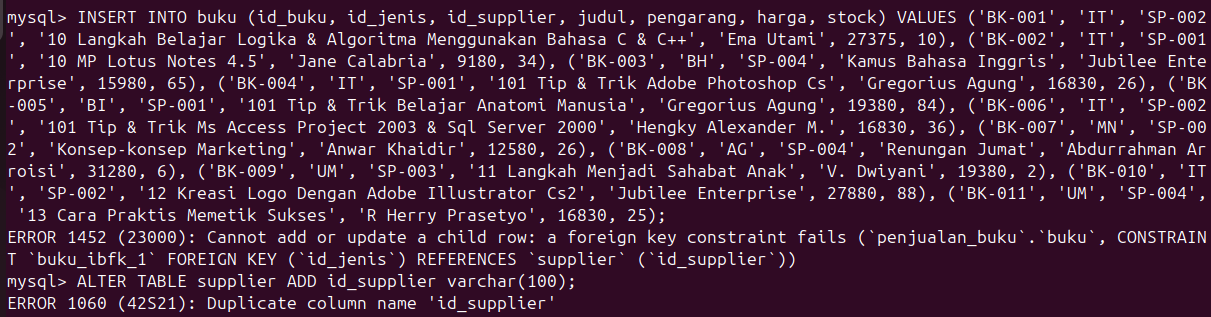 mysql> INSERT INTO buku (id_buku, id_jenis, id_supplier, judul, pengarang, harga, stock) VALUES ('BK-001', 'IT', 'SP-002
', '10 Langkah Belajar Logika & Algoritma Menggunakan Bahasa C & C++', 'Ema Utami', 27375, 10), ('BK-002', 'IT', 'SP-001
', '10 MP Lotus Notes 4.5', 'Jane Calabria', 9180, 34), ('BK-003', 'BH', 'SP-004', 'Kamus Bahasa Inggris', 'Jubilee Ente
rprise', 15980, 65), ('BK-004', 'IT', 'SP-001', '101 Tip & Trik Adobe Photoshop Cs', 'Gregorius Agung', 16830, 26), ('BK
-005', 'BI', 'SP-001', '101 Tip & Trik Belajar Anatomi Manusia', 'Gregorius Agung', 19380, 84), ('BK-006', 'IT', 'SP-002
', '101 Tip & Trik Ms Access Project 2003 & Sql Server 2000', 'Hengky Alexander M.', 16830, 36), ('BK-007', 'MN', 'SP-00
2', 'Konsep-konsep Marketing', 'Anwar Khaidir', 12580, 26), ('BK-008', 'AG', 'SP-004', 'Renungan Jumat', 'Abdurrahman Ar
roisi', 31280, 6), ('BK-009', 'UM', 'SP-003', '11 Langkah Menjadi Sahabat Anak', 'V. Dwiyani', 19380, 2), ('BK-010', 'IT
', 'SP-002', '12 Kreasi Logo Dengan Adobe Illustrator Cs2', 'Jubilee Enterprise', 27880, 88), ('BK-011', 'UM', 'SP-004',
 '13 Cara Praktis Memetik Sukses', 'R Herry Prasetyo', 16830, 25);
ERROR 1452 (23000): Cannot add or update a child row: a foreign key constraint fails (`penjualan_buku`.`buku`, CONSTRAIN
T `buku_ibfk_1` FOREIGN KEY (`id_jenis`) REFERENCES `supplier` (`id_supplier`))
mysql> ALTER TABLE supplier ADD id_supplier varchar(100);
ERROR 1060 (42S21): Duplicate column name 'id_supplier'